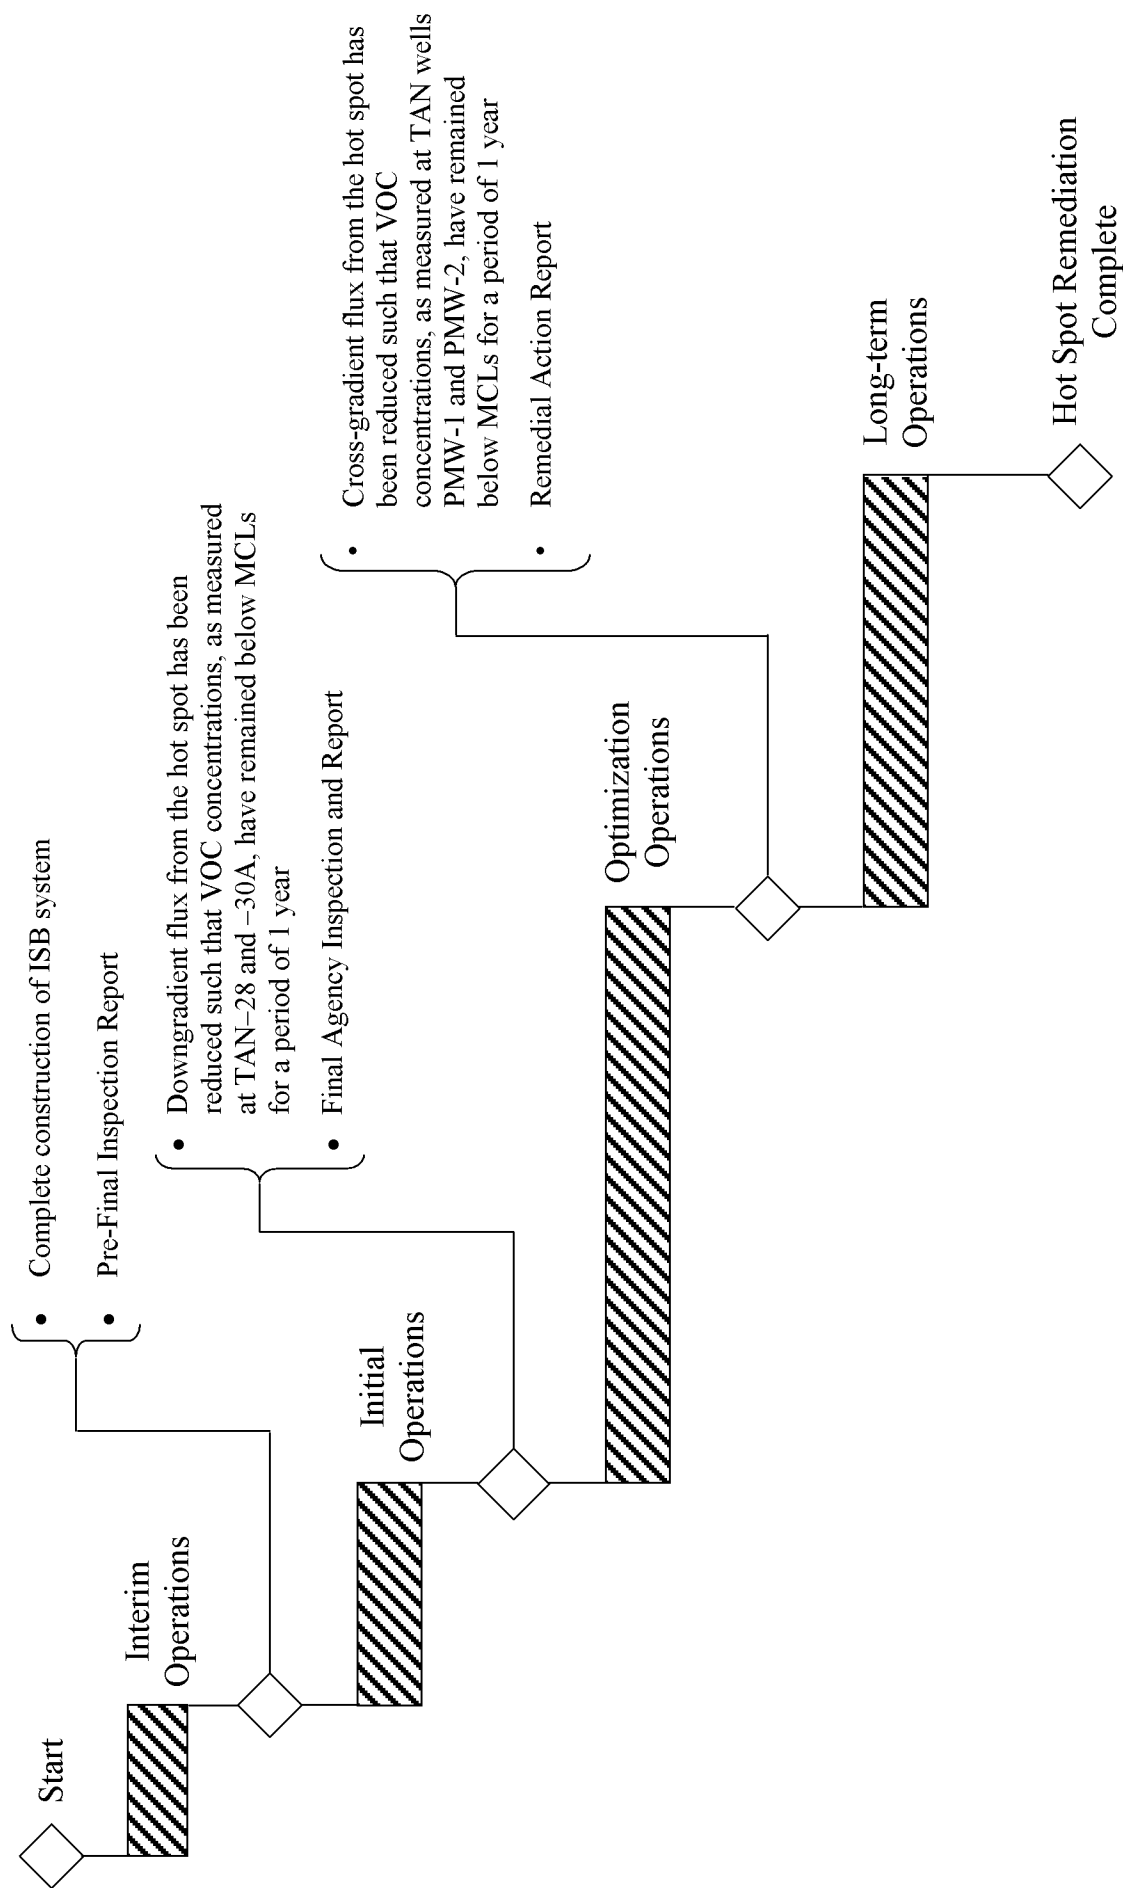 Start
Interim
Operations
• Complete construction of ISB system
• Pre-Final Inspection Report
Initial
Operations
• Downgradient flux from the hot spot has been
reduced such that VOC concentrations, as measured
at TAN–28 and –30A, have remained below MCLs
for a period of 1 year
• Final Agency Inspection and Report
Optimization
Operations
• Cross-gradient flux from the hot spot has
been reduced such that VOC
concentrations, as measured at TAN wells
PMW-1 and PMW-2, have remained
below MCLs for a period of 1 year
• Remedial Action Report
Long-term
Operations
Hot Spot Remediation
Complete